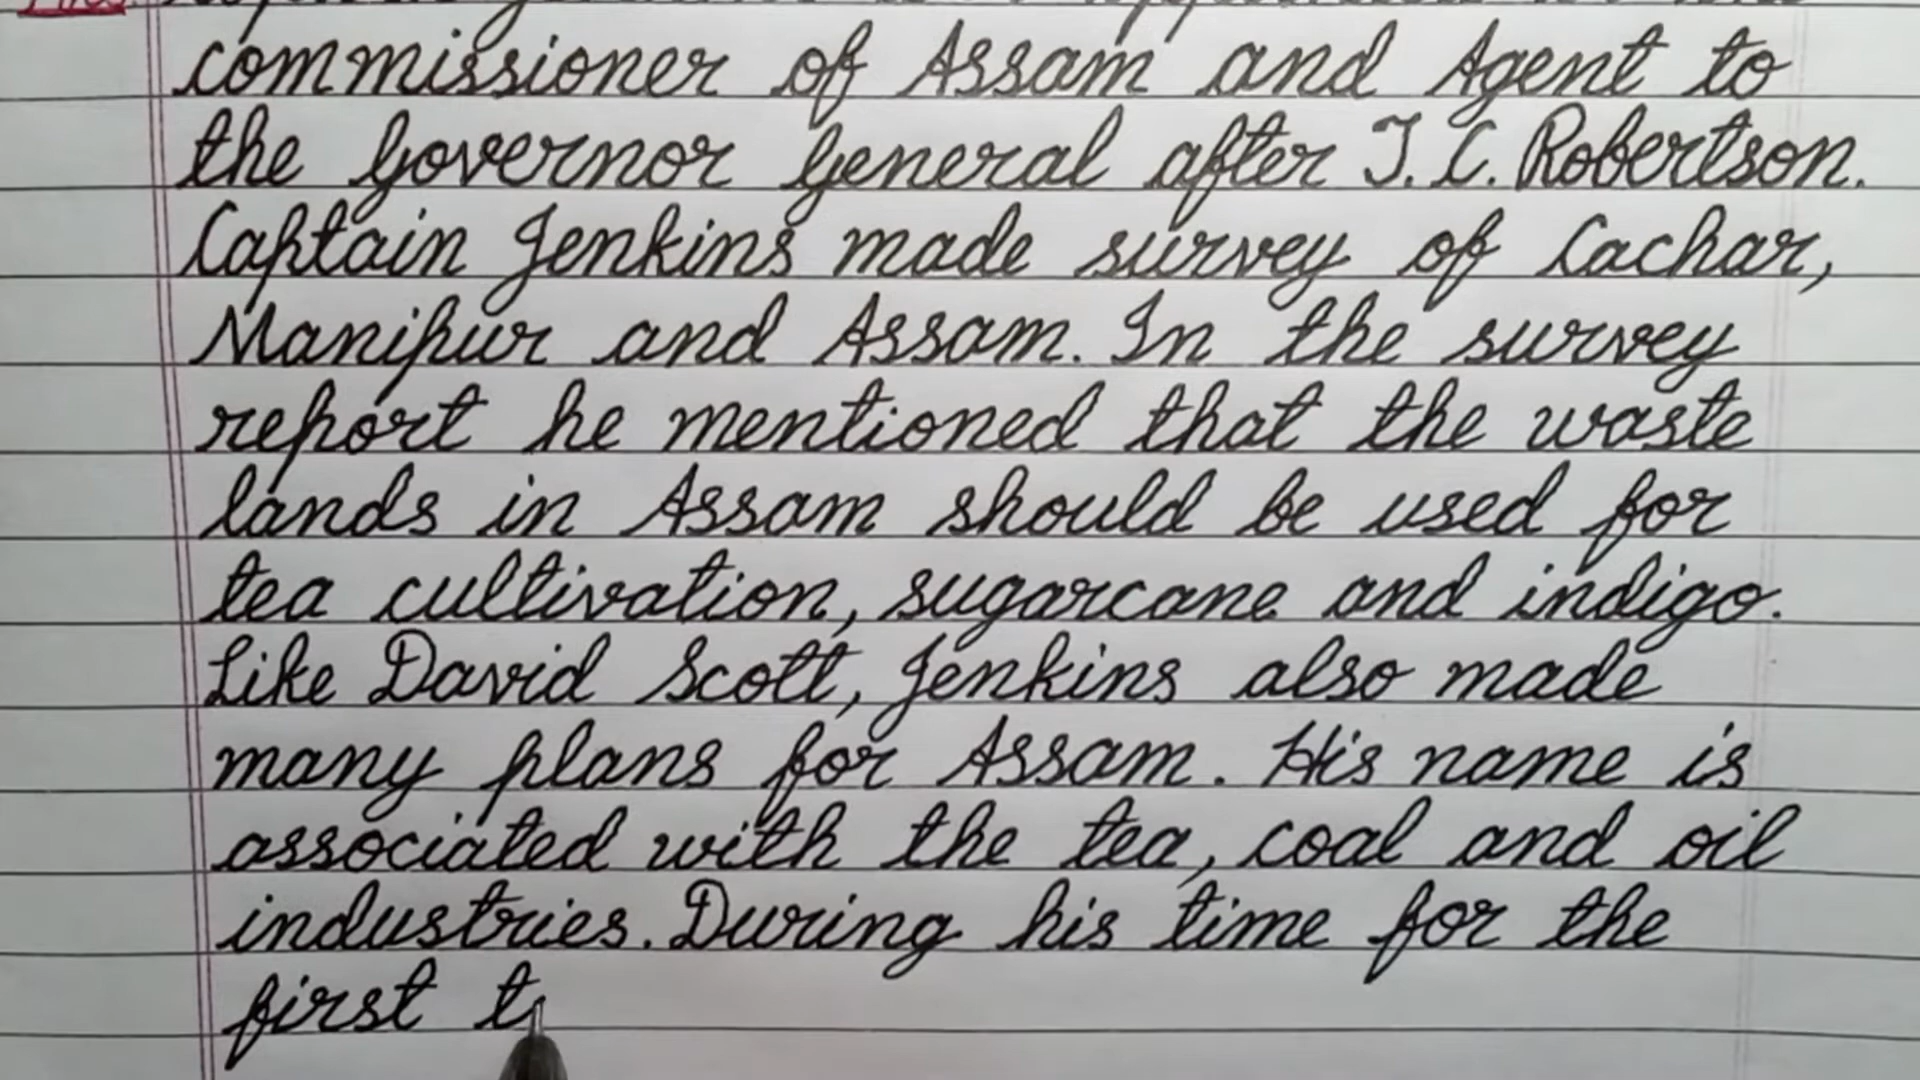 commissioner of Assam and Agent to
the Governor General after T.C. Robertson.
Captain Jenkins made survey of Cachar,
Manipur and Assam. In the survey
report he mentioned that the waste
lands in Assam should be used for
tea cultivation, sugarcane and indigo.
Like David Scott, Jenkins also made
many plans for Assam. His name is
associated with the tea, coal and oil
industries. During his time for the
first t